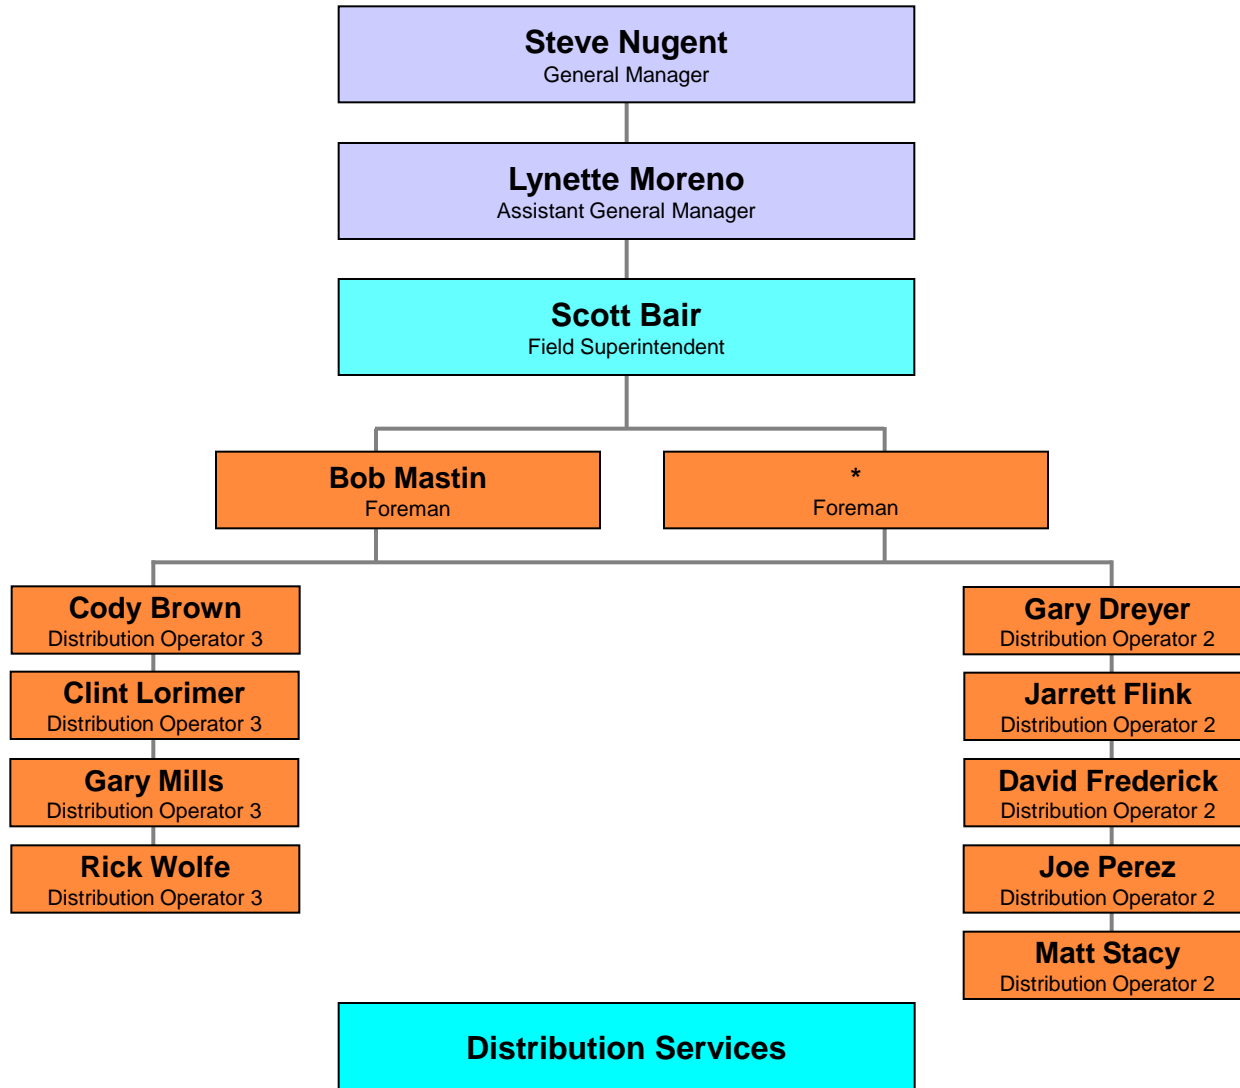 Steve Nugent
General Manager
Lynette Moreno
Assistant General Manager
Scott Bair
Field Superintendent
Bob Mastin
Foreman
*
Foreman
Cody Brown
Distribution Operator 3
Clint Lorimer
Distribution Operator 3
Gary Mills
Distribution Operator 3
Rick Wolfe
Distribution Operator 3
Gary Dreyer
Distribution Operator 2
Jarrett Flink
Distribution Operator 2
David Frederick
Distribution Operator 2
Joe Perez
Distribution Operator 2
Matt Stacy
Distribution Operator 2
Distribution Services